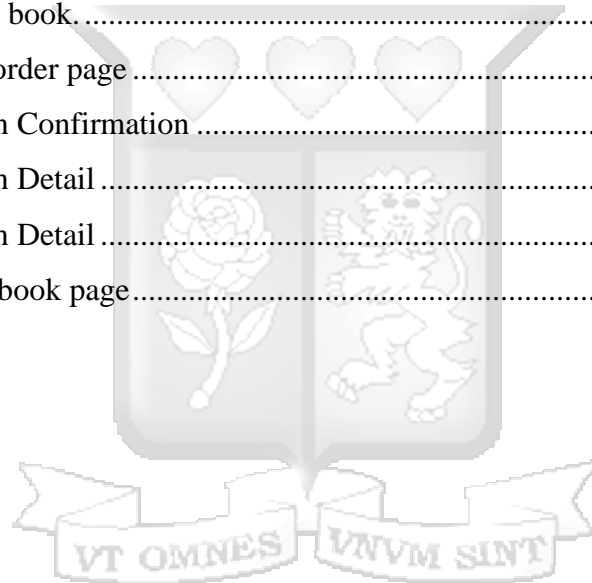 book. ..........................................................................
order page ..................................................................
n Confirmation ..........................................................
n Detail ........................................................................
n Detail ........................................................................
book page ...................................................................
VT OMNES VNVM SINT